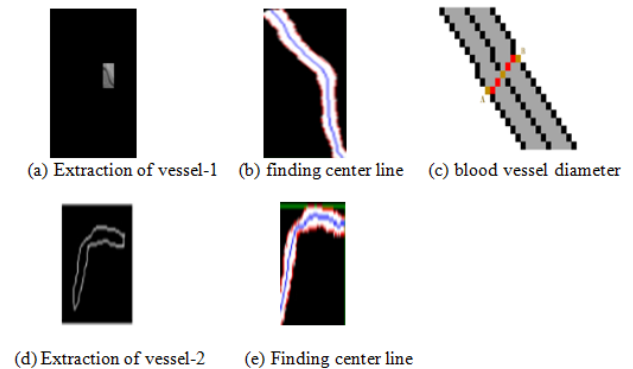 B
A
(a) Extraction of vessel-1 (b) finding center line (c) blood vessel diameter
(d) Extraction of vessel-2 (e) Finding center line